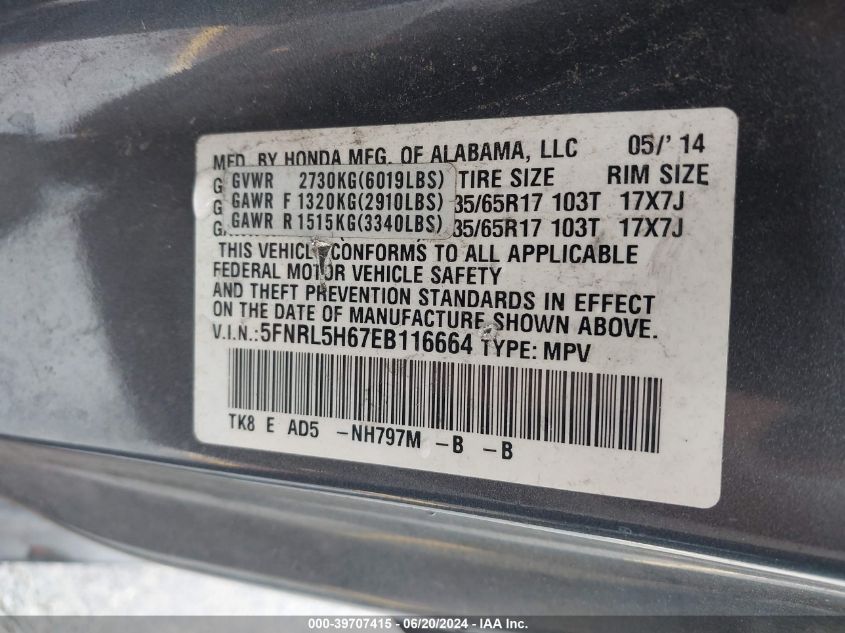 MFD. BY HONDA MFG. OF ALABAMA, LLC 05/'14
GVWR 2730KG(6019LBS) TIRE SIZE RIM SIZE
GAWR F 1320KG(2910LBS) 35/65R17 103T 17X7J
GAWR R 1515KG(3340LBS) 35/65R17 103T 17X7J
THIS VEHICLE CONFORMS TO ALL APPLICABLE
FEDERAL MOTOR VEHICLE SAFETY
AND THEFT PREVENTION STANDARDS IN EFFECT
ON THE DATE OF MANUFACTURE SHOWN ABOVE.
V.I.N.:5FNRL5H67EB116664 TYPE: MPV
TK8 E AD5 -NH797M -B -B
000-39707415 - 06/20/2024 - IAA Inc.